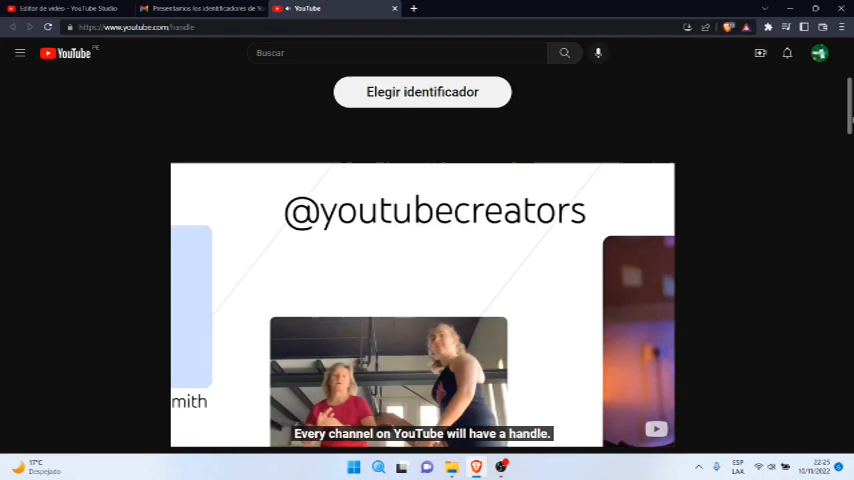 Editor de video - YouTube Studio
Presentamos los identificadores de
YouTube
https://www.youtube.com/handle
YouTube PE
Buscar
Elegir identificador
@youtubecreators
mith
Every channel on YouTube will have a handle.
17°C
Despejado
ESP
LAA
22:25
10/11/2022